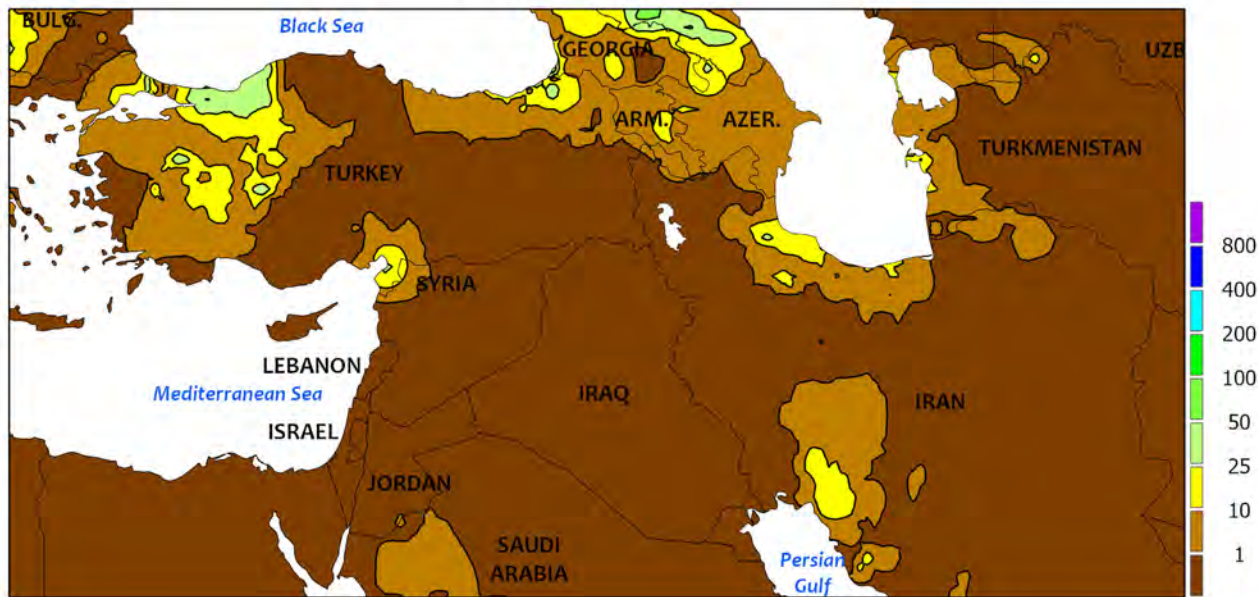 BULG.
Black Sea
GEORGIA
UZB
ARM.
AZER.
TURKMENISTAN
TURKEY
SYRIA
LEBANON
Mediterranean Sea
IRAQ
IRAN
ISRAEL
JORDAN
SAUDI
ARABIA
Persian
Gulf
800
400
200
100
50
25
10
1